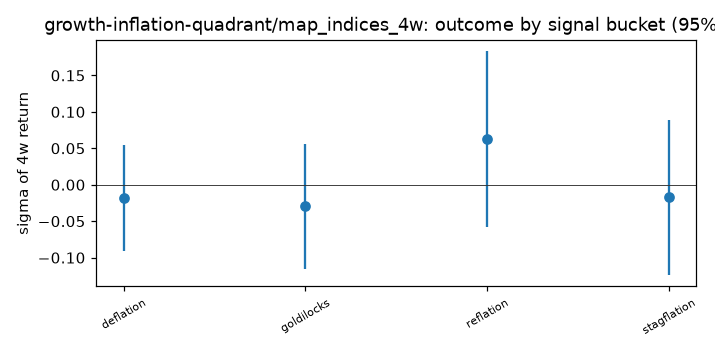 growth-inflation-quadrant/map_indices_4w: outcome by signal bucket (95%
sigma of 4w return
0.15
0.10
0.05
0.00
−0.05
−0.10
deflation
goldilocks
reflation
stagflation